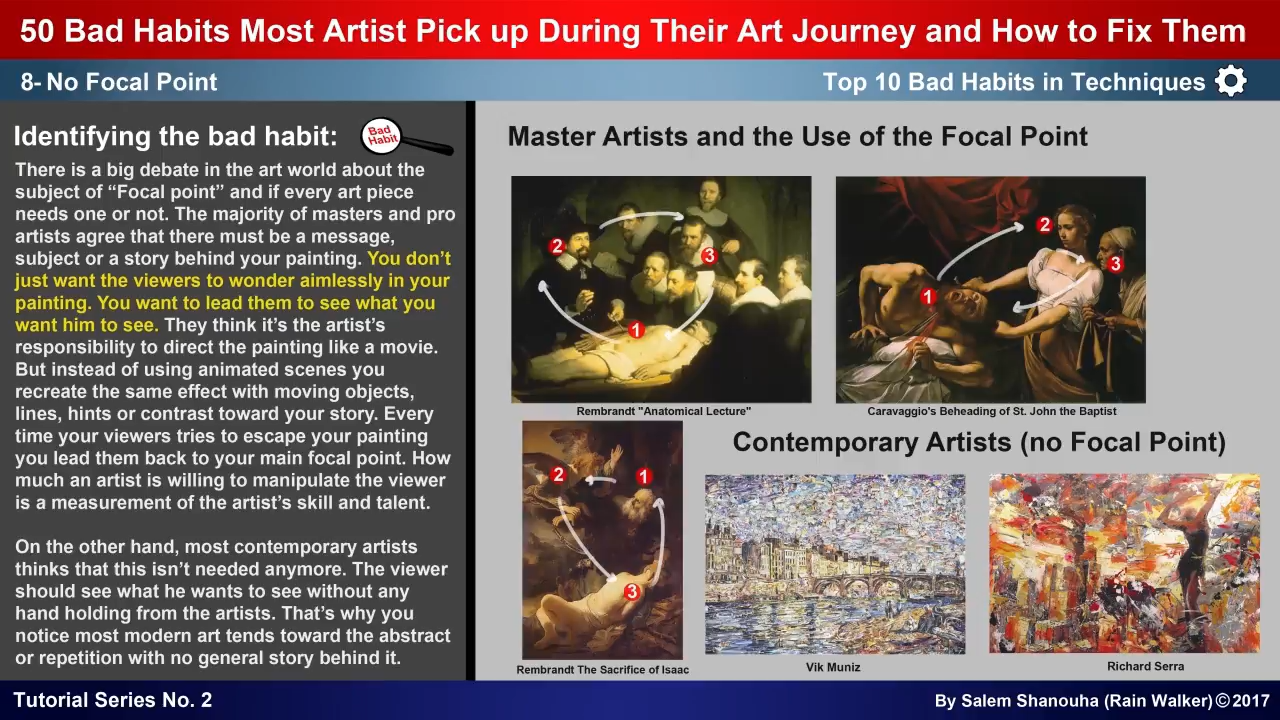 50 Bad Habits Most Artist Pick up During Their Art Journey and How to Fix Them
8- No Focal Point
Top 10 Bad Habits in Techniques
Identifying the bad habit:
Bad
Habit
There is a big debate in the art world about the
subject of “Focal point” and if every art piece
needs one or not. The majority of masters and pro
artists agree that there must be a message,
subject or a story behind your painting. You don’t
just want the viewers to wonder aimlessly in your
painting. You want to lead them to see what you
want him to see. They think it’s the artist’s
responsibility to direct the painting like a movie.
But instead of using animated scenes you
recreate the same effect with moving objects,
lines, hints or contrast toward your story. Every
time your viewers tries to escape your painting
you lead them back to your main focal point. How
much an artist is willing to manipulate the viewer
is a measurement of the artist’s skill and talent.
On the other hand, most contemporary artists
thinks that this isn’t needed anymore. The viewer
should see what he wants to see without any
hand holding from the artists. That’s why you
notice most modern art tends toward the abstract
or repetition with no general story behind it.
Master Artists and the Use of the Focal Point
2
3
1
Rembrandt "Anatomical Lecture"
2
3
1
Caravaggio's Beheading of St. John the Baptist
2
1
3
Rembrandt The Sacrifice of Isaac
Contemporary Artists (no Focal Point)
Vik Muniz
Richard Serra
Tutorial Series No. 2
By Salem Shanouha (Rain Walker)©2017